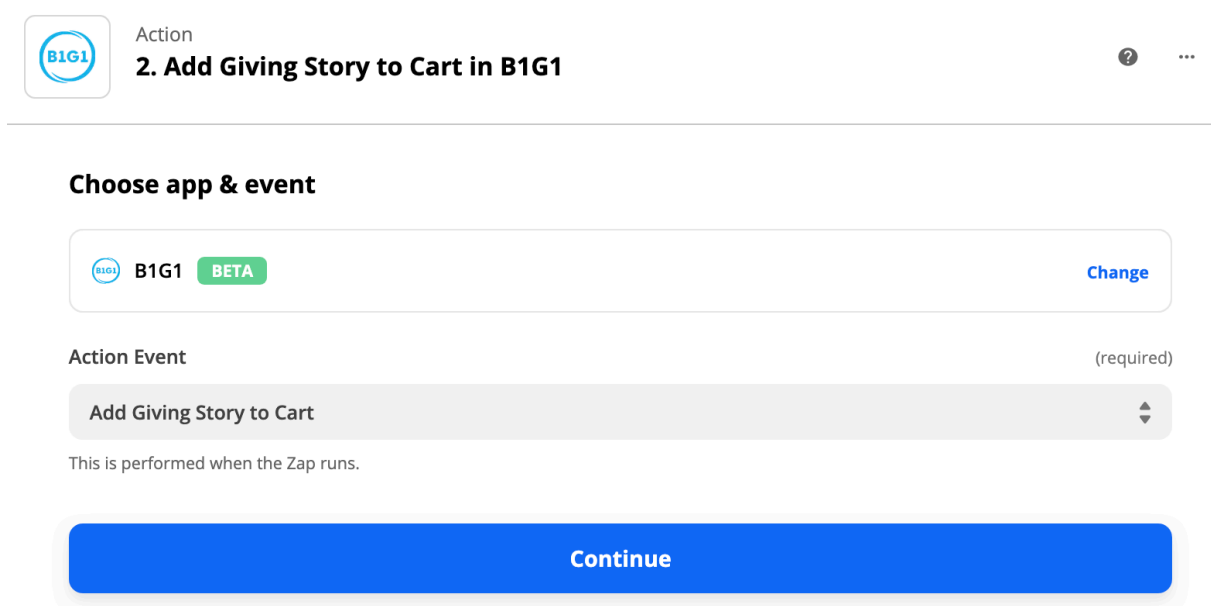 B1G1
Action
2. Add Giving Story to Cart in B1G1
?
Choose app & event
B1G1
B1G1
BETA
Change
Action Event
(required)
Add Giving Story to Cart
This is performed when the Zap runs.
Continue